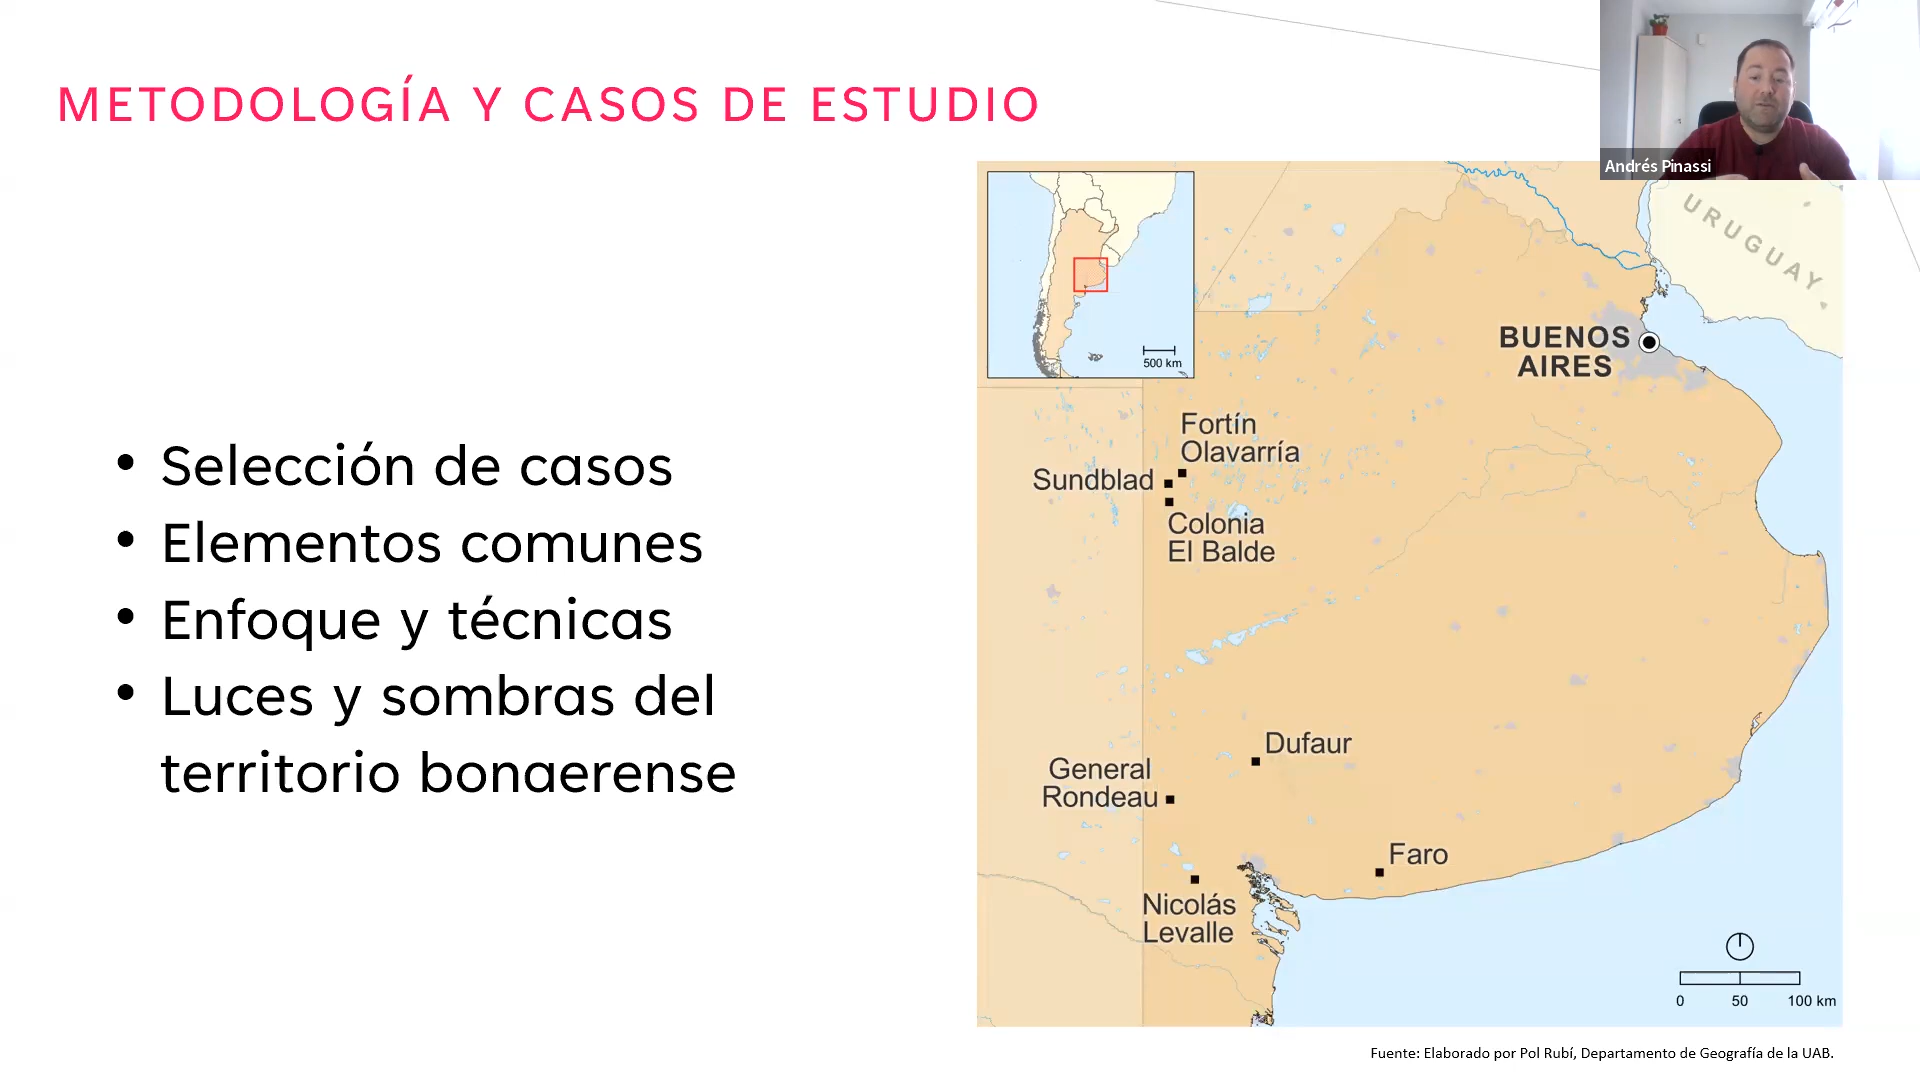 METODOLOGÍA Y CASOS DE ESTUDIO
Andrés Pinassi
• Selección de casos
• Elementos comunes
• Enfoque y técnicas
• Luces y sombras del
territorio bonaerense
500 km
URUGUAY
BUENOS
AIRES
Fortín
Olavarría
Sundblad
Colonia
El Balde
Dufaur
General
Rondeau
Faro
Nicolás
Levalle
0 50 100 km
Fuente: Elaborado por Pol Rubí, Departamento de Geografía de la UAB.